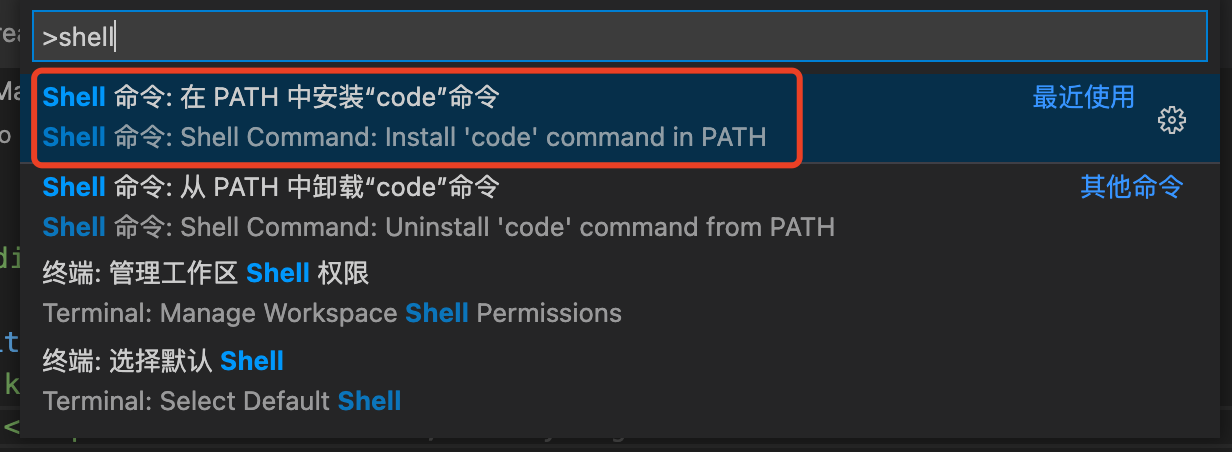 >shell
Shell 命令: 在 PATH 中安装“code”命令
最近使用
Shell 命令: Shell Command: Install 'code' command in PATH
Shell 命令: 从 PATH 中卸载“code”命令
其他命令
Shell 命令: Shell Command: Uninstall 'code' command from PATH
终端: 管理工作区 Shell 权限
Terminal: Manage Workspace Shell Permissions
终端: 选择默认 Shell
Terminal: Select Default Shell